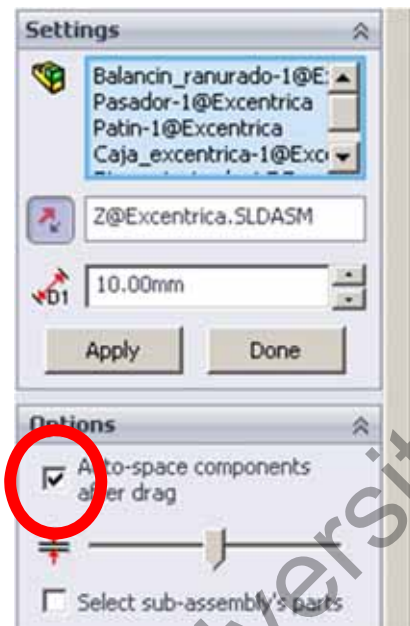 Settings
Balancin_ranurado-1@E:
Pasador-1@Excentrica
Patin-1@Excentrica
Caja_excentrica-1@Exc
Z@Excentrica.SLDASM
D1
10.00mm
Apply Done
Options
Auto-space components
after drag
Select sub-assembly's parts